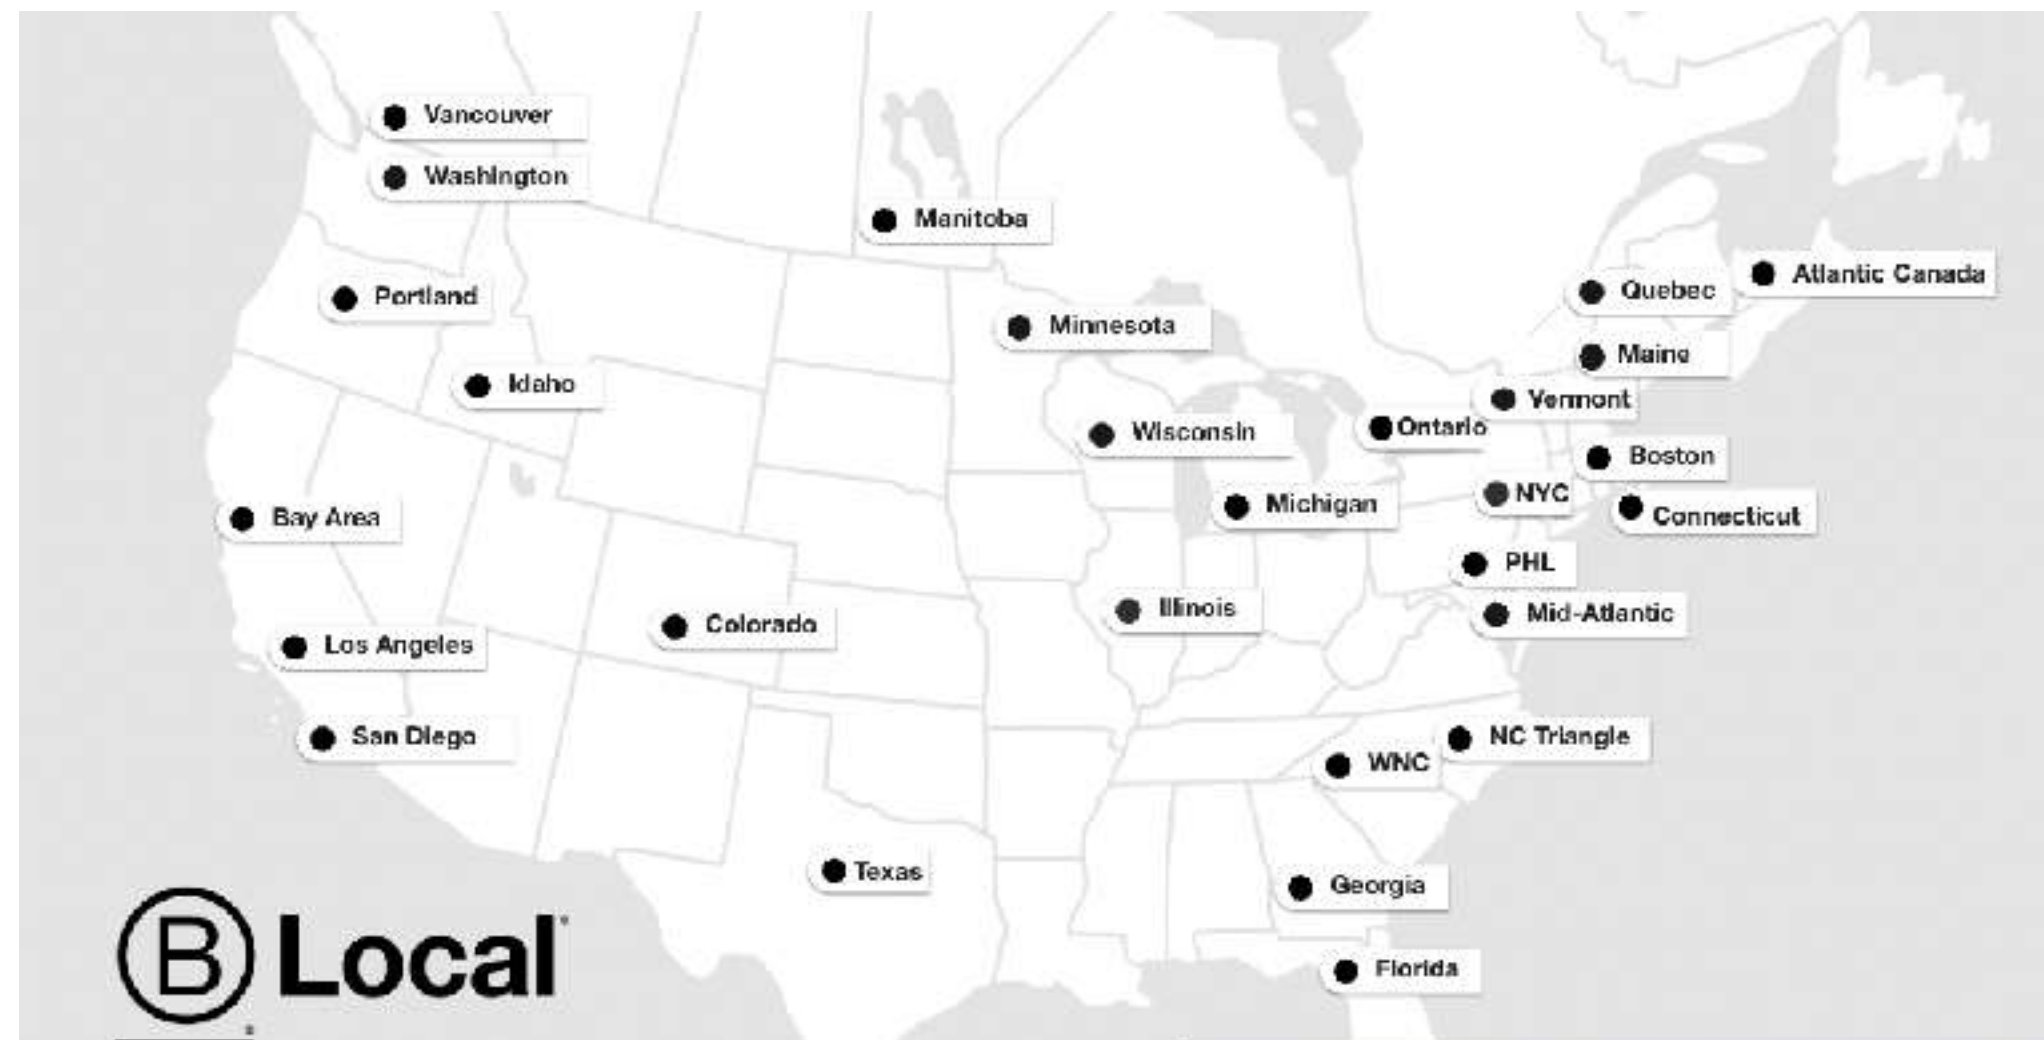 Vancouver
Washington
Manitoba
Atlantic Canada
Quebec
Portland
Minnesota
Maine
Idaho
Vermont
Ontario
Wisconsin
Boston
NYC
Michigan
Connecticut
Bay Area
PHL
Illinois
Mid-Atlantic
Colorado
Los Angeles
San Diego
NC Triangle
WNC
Texas
Georgia
Florida
B Local